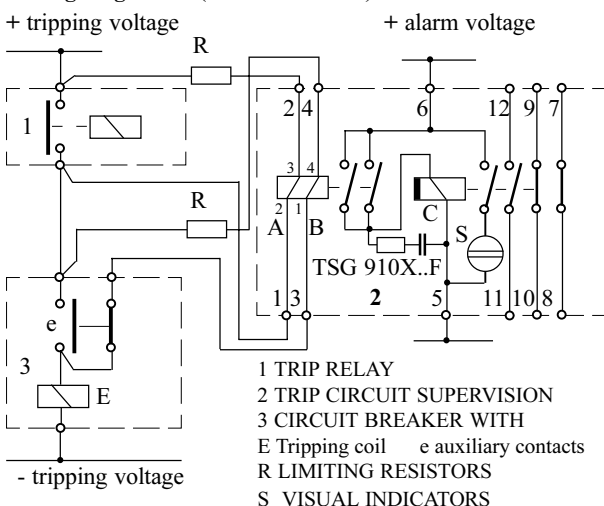 + tripping voltage
+ alarm voltage
R
2 4
6
12 9 7
1
3 4
2 1
A B
C
S
R
TSG 910X..F
1 3
2
5
11 10 8
e
3
E
1 TRIP RELAY
2 TRIP CIRCUIT SUPERVISION
3 CIRCUIT BREAKER WITH
E Tripping coil e auxiliary contacts
R LIMITING RESISTORS
S VISUAL INDICATORS
- tripping voltage